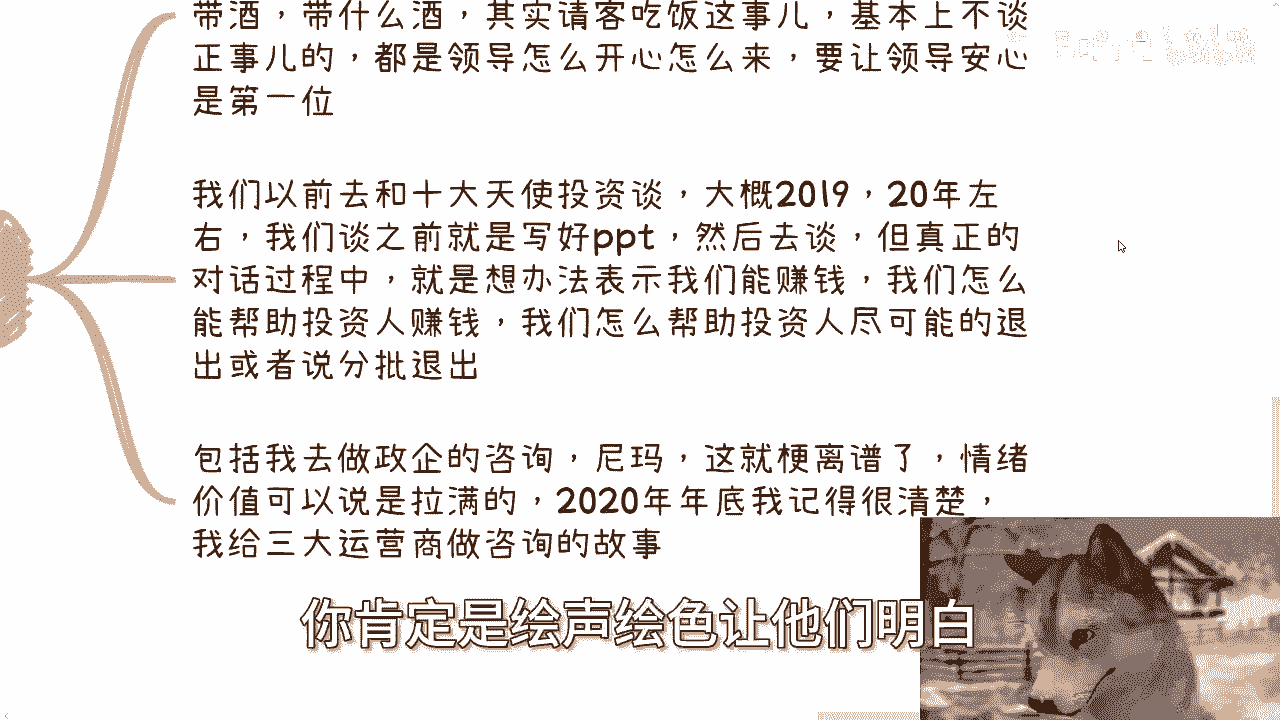 带酒，带什么酒，其实请客吃饭这事儿，基本上不谈
正事儿的，都是领导怎么开心怎么来，要让领导安心
是第一位
我们以前去和十大天使投资谈，大概2019，20年左
右，我们谈之前就是写好ppt，然后去谈，但真正的
对话过程中，就是想办法表示我们能赚钱，我们怎么
能帮助投资人赚钱，我们怎么帮助投资人尽可能的退
出或者说分批退出
包括我去做政企的咨询，尼玛，这就梗离谱了，情绪
价值可以说是拉满的，2020年年底我记得很清楚，
我给三大运营商做咨询的故事
你肯定是绘声绘色让他们明白